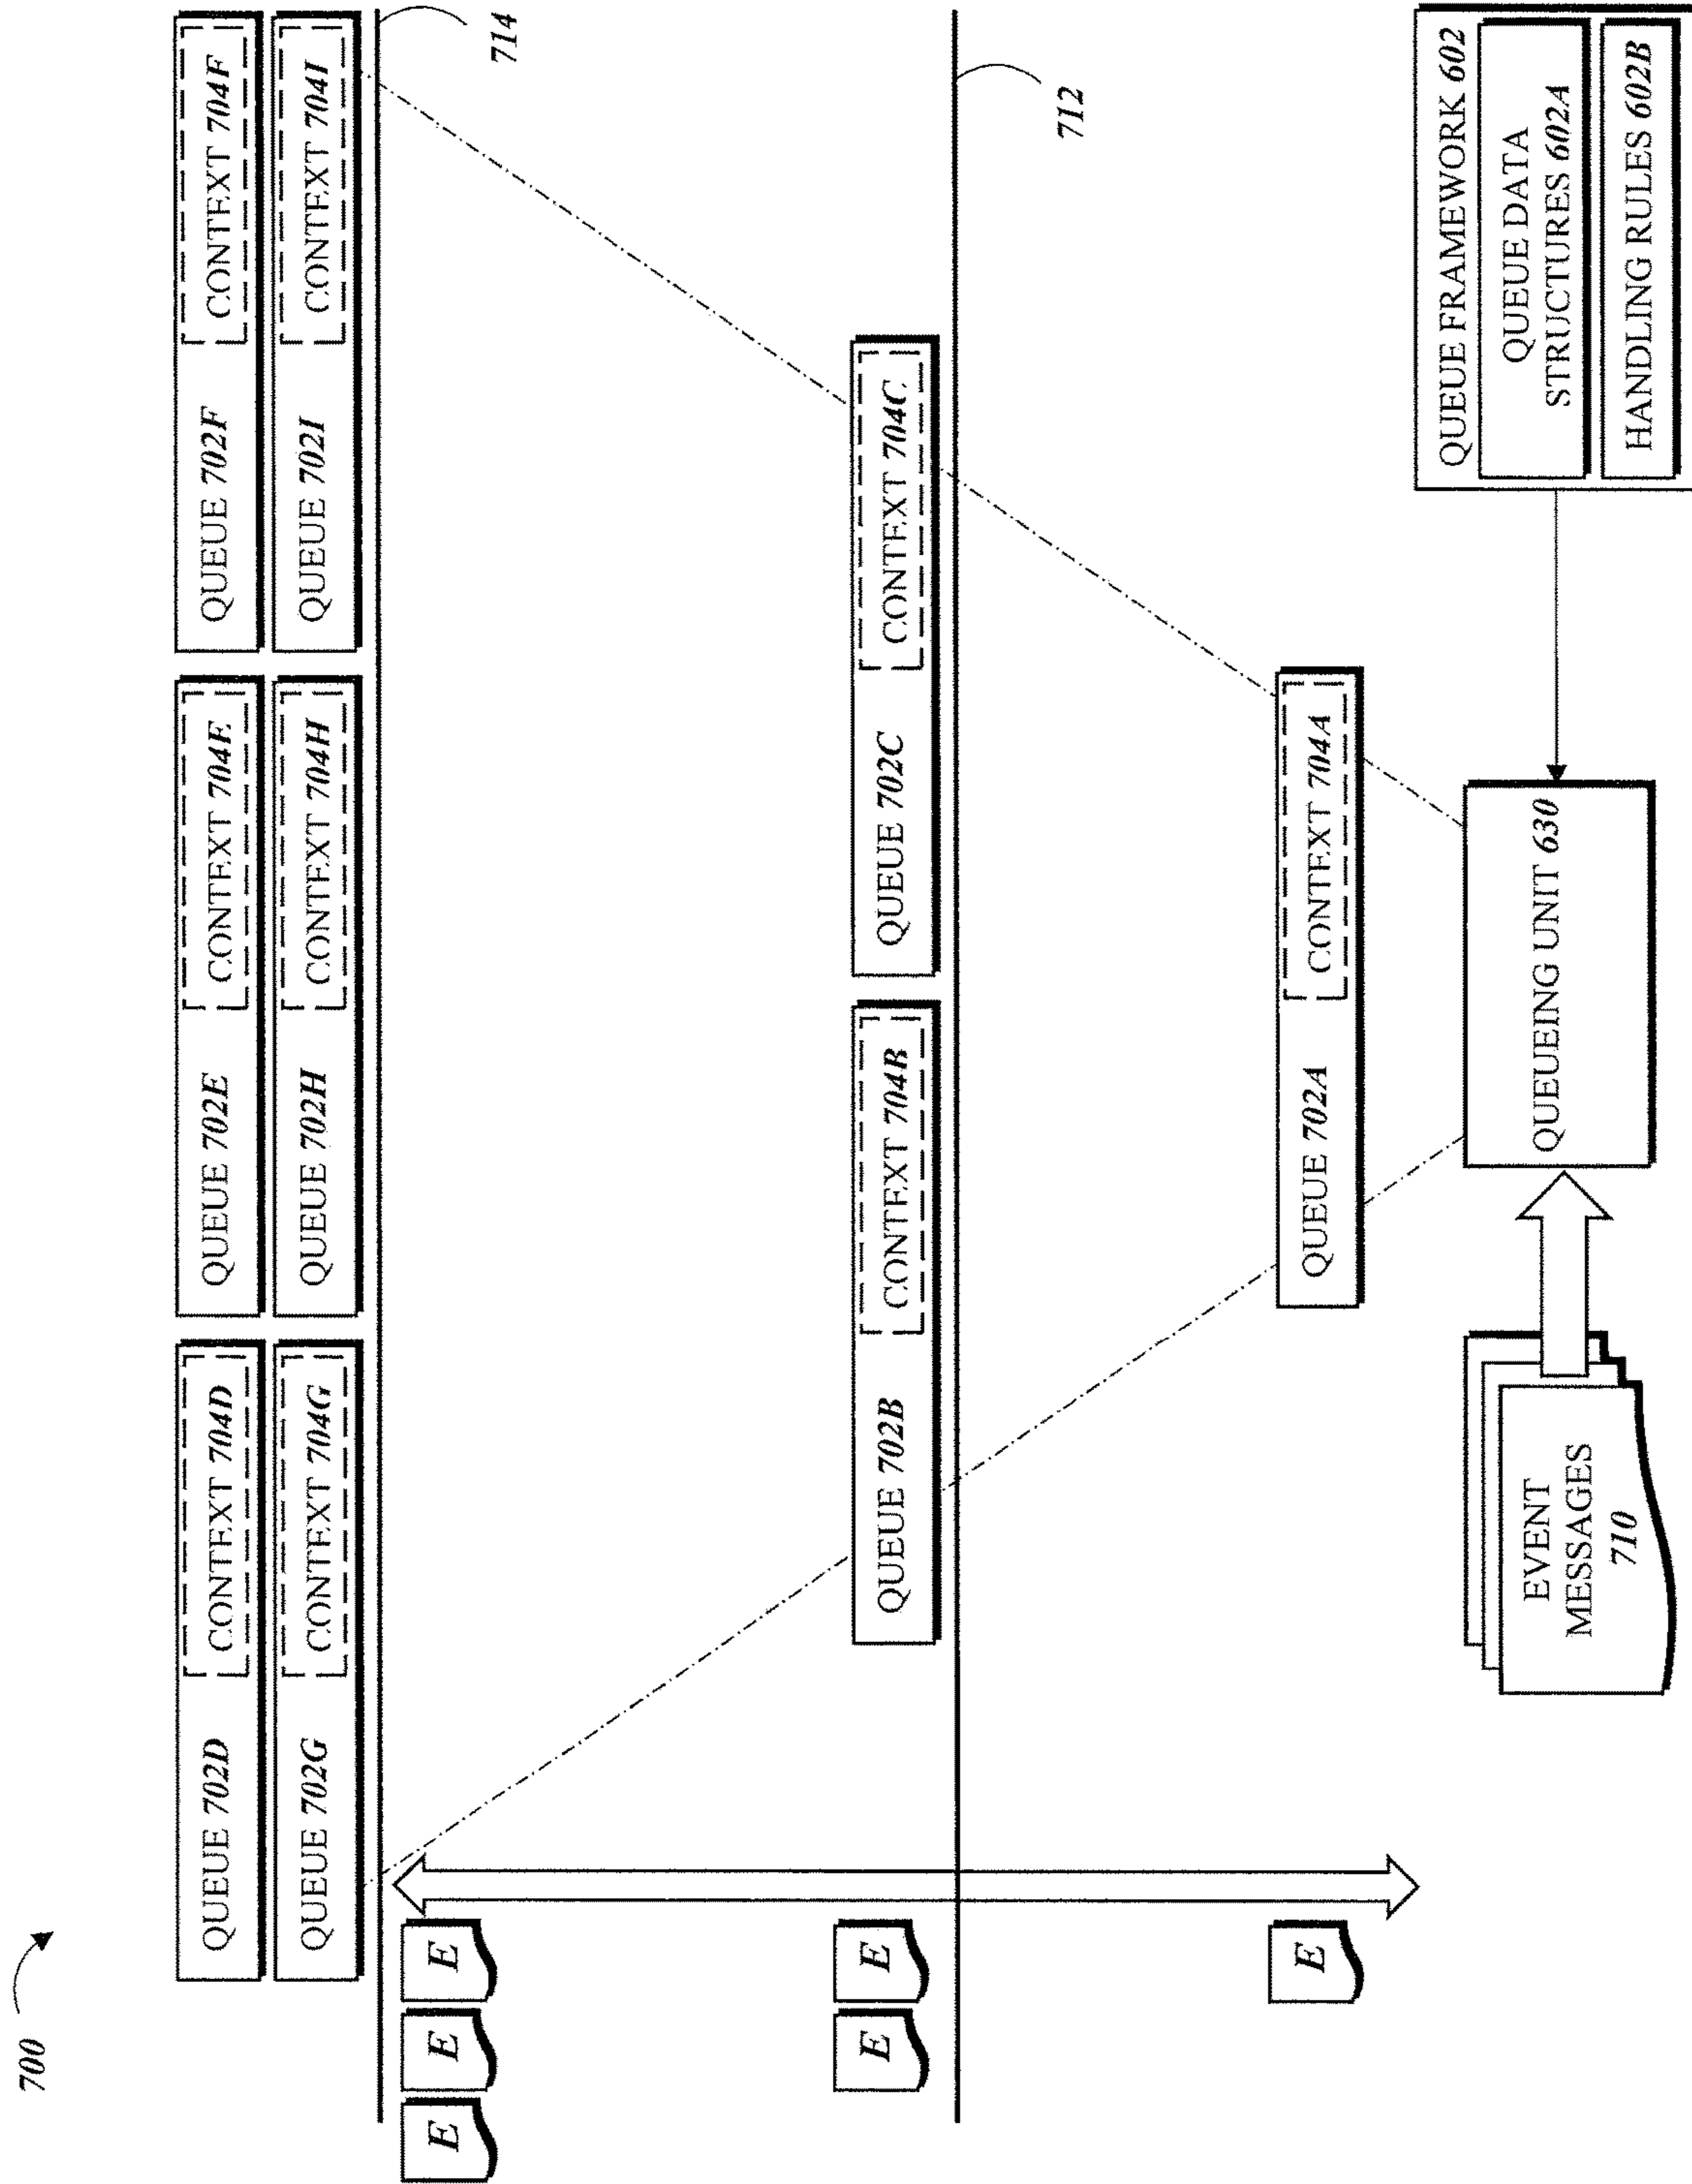 700
QUEUE 702D
CONTEXT 704D
QUEUE 702E
CONTEXT 704E
QUEUE 702F
CONTEXT 704F
QUEUE 702G
CONTEXT 704G
QUEUE 702H
CONTEXT 704H
QUEUE 702I
CONTEXT 704I
714
E
E
E
QUEUE 702B
CONTEXT 704B
QUEUE 702C
CONTEXT 704C
E
E
712
QUEUE 702A
CONTEXT 704A
E
EVENT
MESSAGES
710
QUEUEING UNIT 630
QUEUE FRAMEWORK 602
QUEUE DATA
STRUCTURES 602A
HANDLING RULES 602B